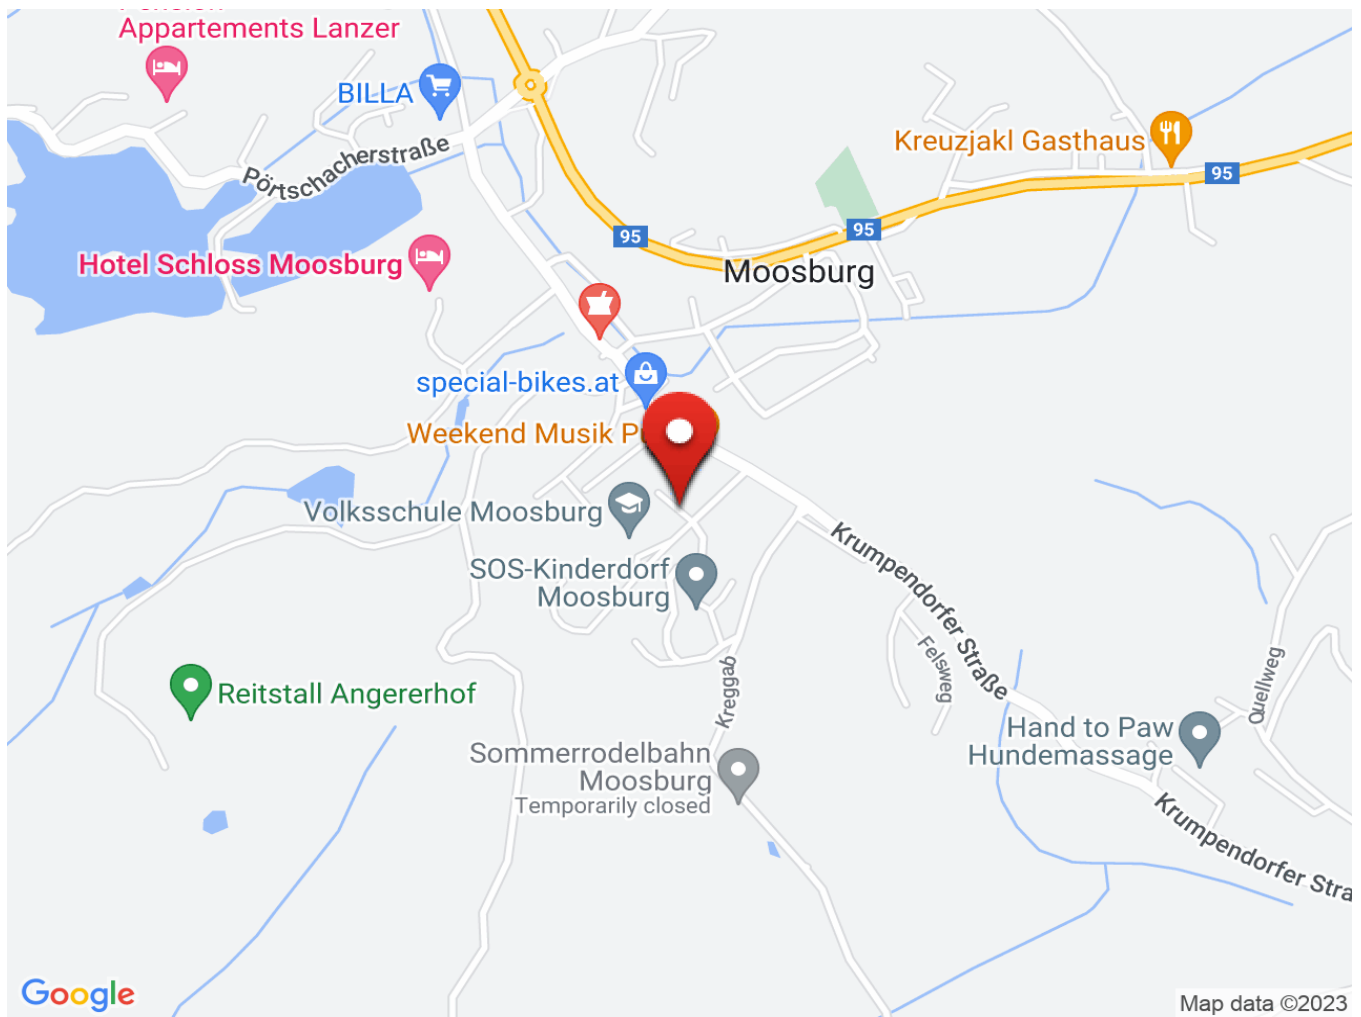 Appartements Lanzer
BILLA
Pörtschacherstraße
Kreuzjakl Gasthaus
95
95
95
Hotel Schloss Moosburg
Moosburg
special-bikes.at
Weekend Musik
Volksschule Moosburg
SOS-Kinderdorf
Moosburg
Krumpendorfer Straße
Felsweg
Quellweg
Kreggab
Reitstall Angererhof
Hand to Paw
Hundemassage
Sommerrodelbahn
Moosburg
Temporarily closed
Krumpendorfer Stra
Google
Map data ©2023